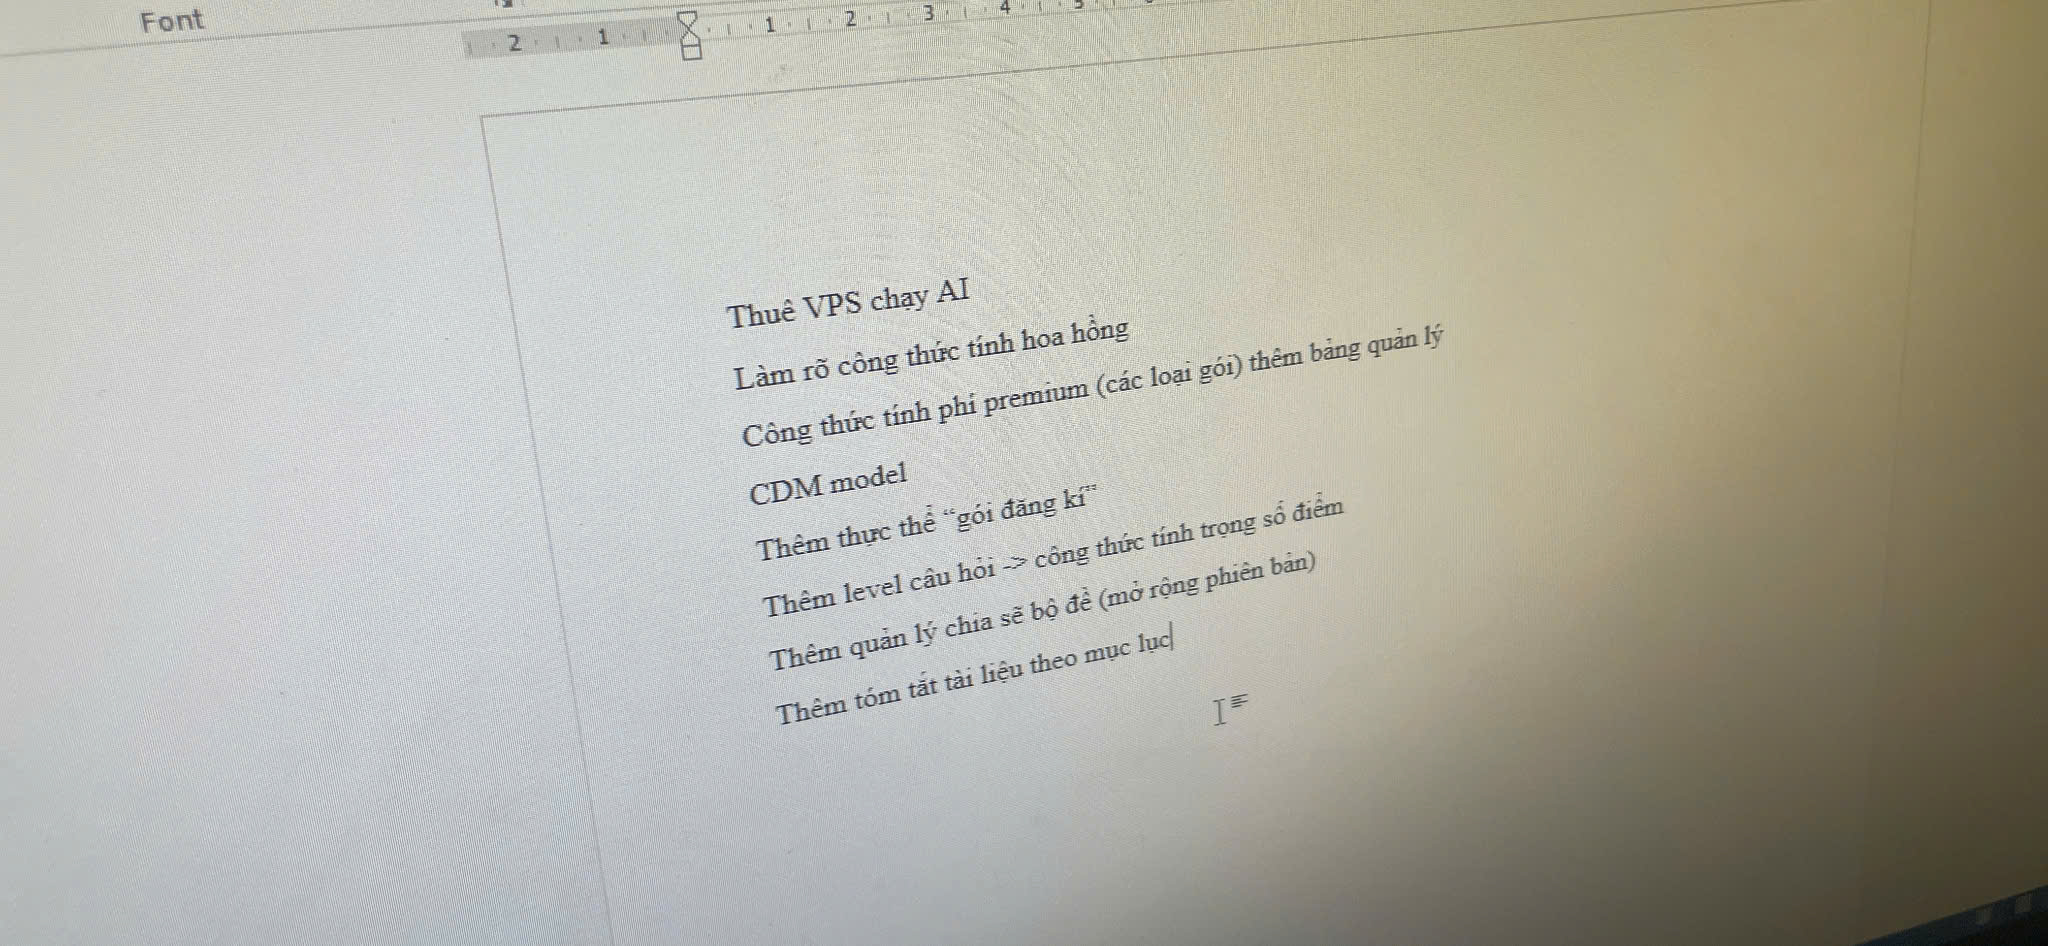 Font
2 1 1 2 3 4
Thuê VPS chạy AI
Làm rõ công thức tính hoa hồng
Công thức tính phí premium (các loại gói) thêm bảng quản lý
CDM model
Thêm thực thể “gói đăng kí”
Thêm level câu hỏi -> công thức tính trọng số điểm
Thêm quản lý chia sẽ bộ đề (mở rộng phiên bản)
Thêm tóm tắt tài liệu theo mục lục